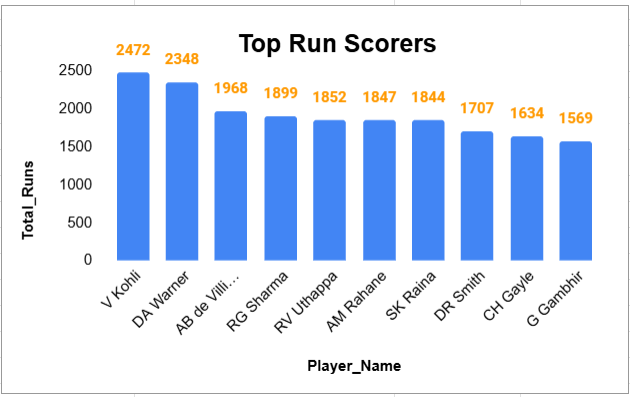 Top Run Scorers
2472
2348
1968
1899
1852
1847
1844
1707
1634
1569
2500
2000
1500
1000
500
0
Total_Runs
V Kohli
DA Warner
AB de Villi…
RG Sharma
RV Uthappa
AM Rahane
SK Raina
DR Smith
CH Gayle
G Gambhir
Player_Name